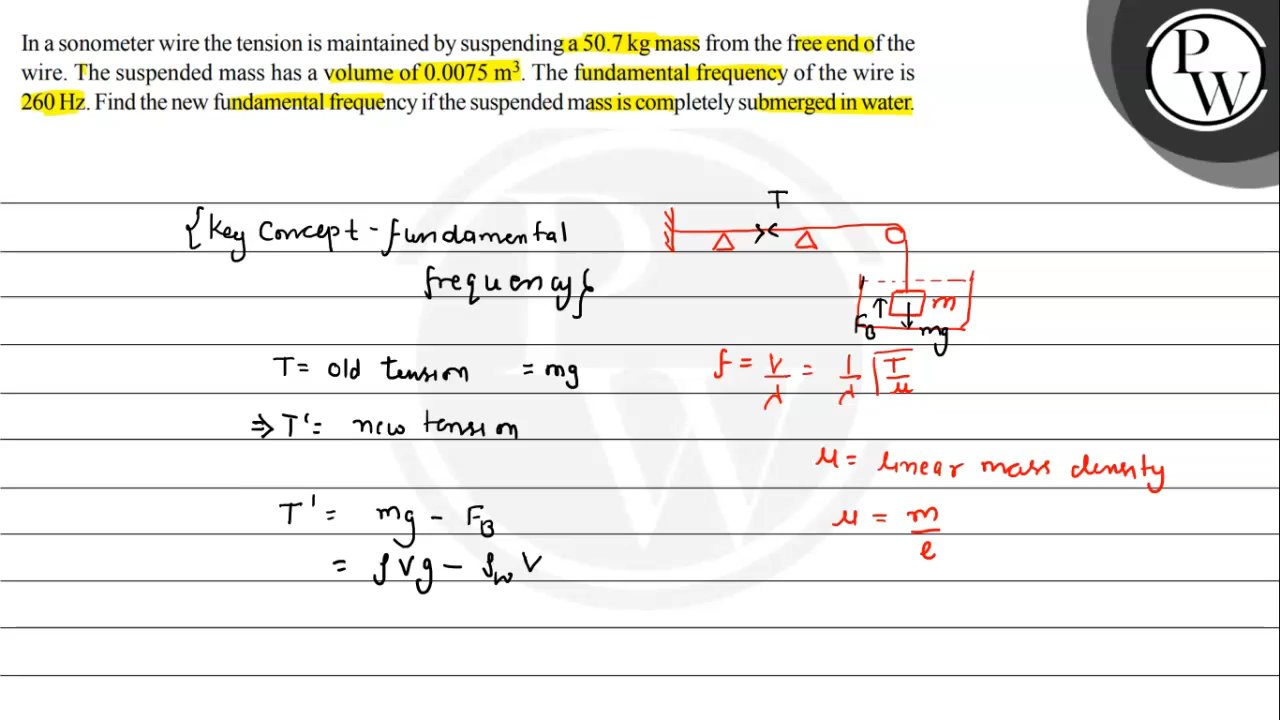 In a sonometer wire the tension is maintained by suspending a 50.7 kg mass from the free end of the
wire. The suspended mass has a volume of 0.0075 m³. The fundamental frequency of the wire is
260 Hz. Find the new fundamental frequency if the suspended mass is completely submerged in water.
P
W
{Key Concept - fundamental
frequency}
T
m
F_B
mg
T = old tension = mg
f = V/λ = 1/λ √(T/μ)
⇒ T' = new tension
μ = linear mass density
T' = mg - F_B
μ = m/l
= ρVg - ρ_w V